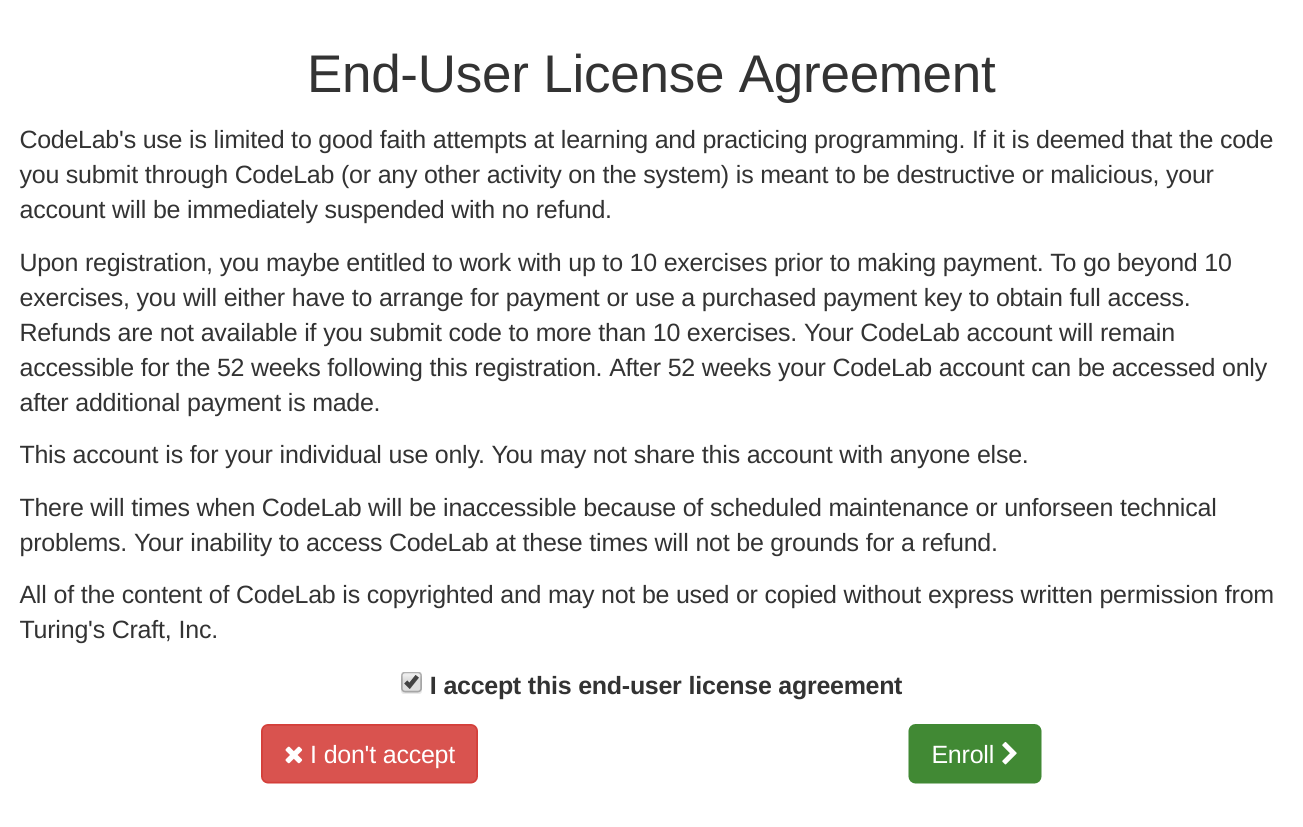 End-User License Agreement
CodeLab's use is limited to good faith attempts at learning and practicing programming. If it is deemed that the code
you submit through CodeLab (or any other activity on the system) is meant to be destructive or malicious, your
account will be immediately suspended with no refund.
Upon registration, you maybe entitled to work with up to 10 exercises prior to making payment. To go beyond 10
exercises, you will either have to arrange for payment or use a purchased payment key to obtain full access.
Refunds are not available if you submit code to more than 10 exercises. Your CodeLab account will remain
accessible for the 52 weeks following this registration. After 52 weeks your CodeLab account can be accessed only
after additional payment is made.
This account is for your individual use only. You may not share this account with anyone else.
There will times when CodeLab will be inaccessible because of scheduled maintenance or unforseen technical
problems. Your inability to access CodeLab at these times will not be grounds for a refund.
All of the content of CodeLab is copyrighted and may not be used or copied without express written permission from
Turing's Craft, Inc.
I accept this end-user license agreement
I don't accept
Enroll